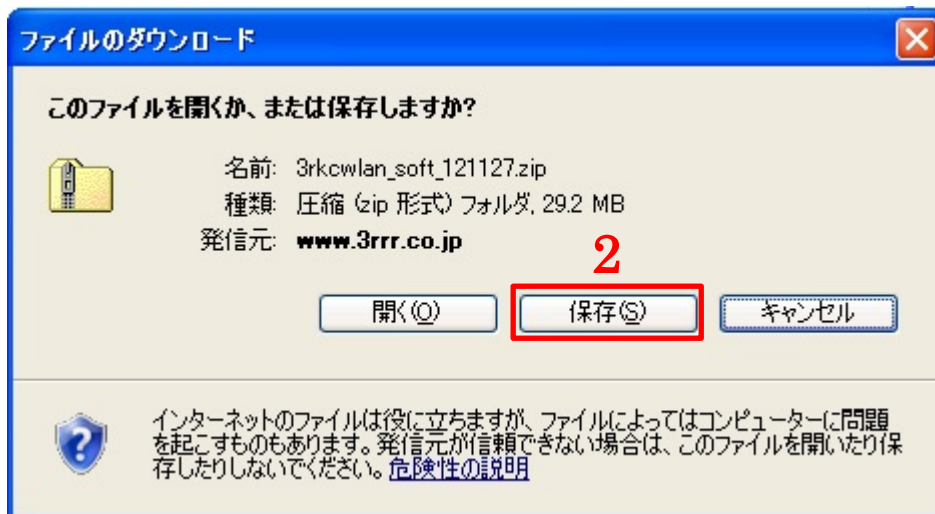 ファイルのダウンロード
このファイルを開くか、または保存しますか?
名前: 3rkcwlan_soft_121127.zip
種類: 圧縮 (zip 形式) フォルダ, 29.2 MB
発信元: www.3rrr.co.jp
2
開く(O) 保存(S) キャンセル
インターネットのファイルは役に立ちますが、ファイルによってはコンピューターに問題
を起こすものもあります。発信元が信頼できない場合は、このファイルを開いたり保
存したりしないでください。危険性の説明